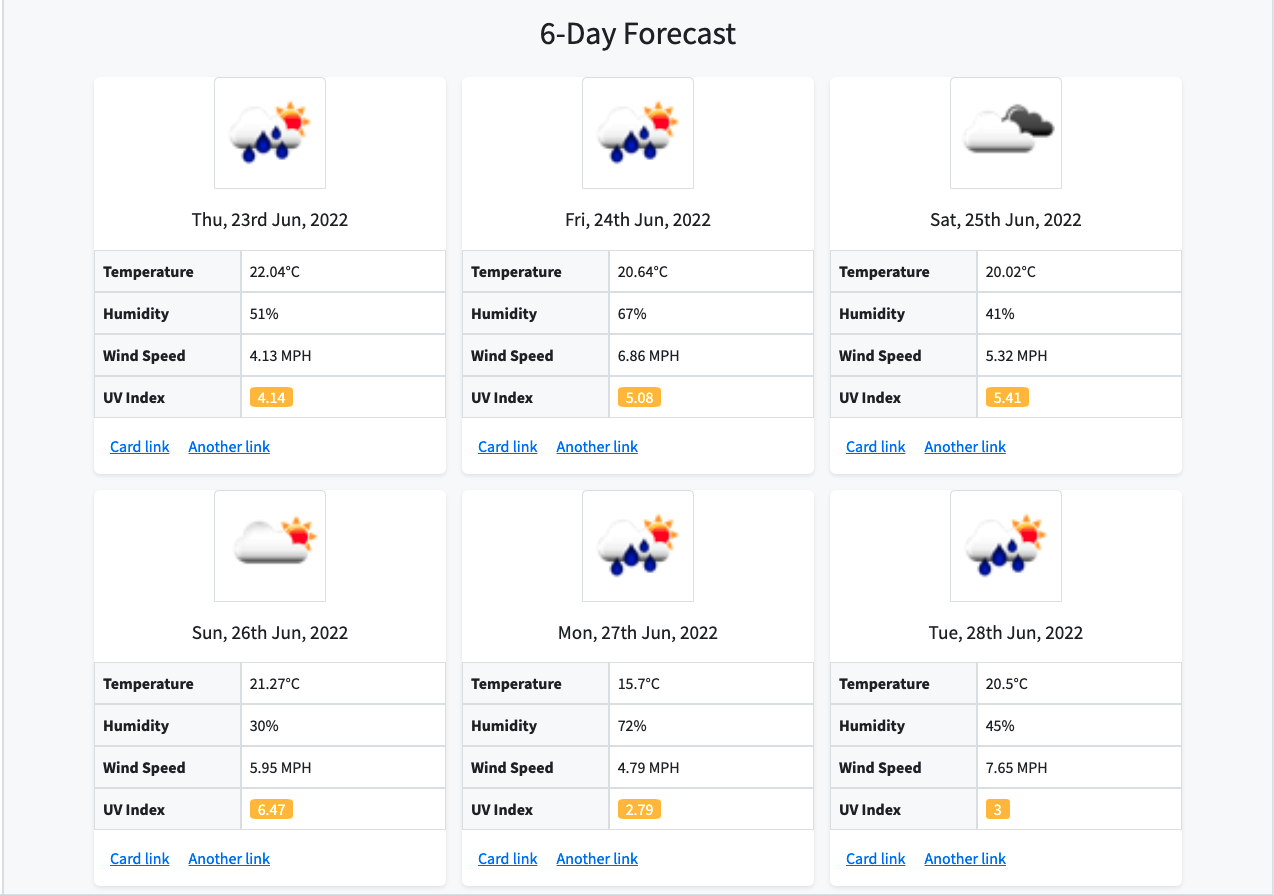 6-Day Forecast
Thu, 23rd Jun, 2022
Temperature 22.04°C
Humidity 51%
Wind Speed 4.13 MPH
UV Index 4.14
Card link Another link
Fri, 24th Jun, 2022
Temperature 20.64°C
Humidity 67%
Wind Speed 6.86 MPH
UV Index 5.08
Card link Another link
Sat, 25th Jun, 2022
Temperature 20.02°C
Humidity 41%
Wind Speed 5.32 MPH
UV Index 5.41
Card link Another link
Sun, 26th Jun, 2022
Temperature 21.27°C
Humidity 30%
Wind Speed 5.95 MPH
UV Index 6.47
Card link Another link
Mon, 27th Jun, 2022
Temperature 15.7°C
Humidity 72%
Wind Speed 4.79 MPH
UV Index 2.79
Card link Another link
Tue, 28th Jun, 2022
Temperature 20.5°C
Humidity 45%
Wind Speed 7.65 MPH
UV Index 3
Card link Another link